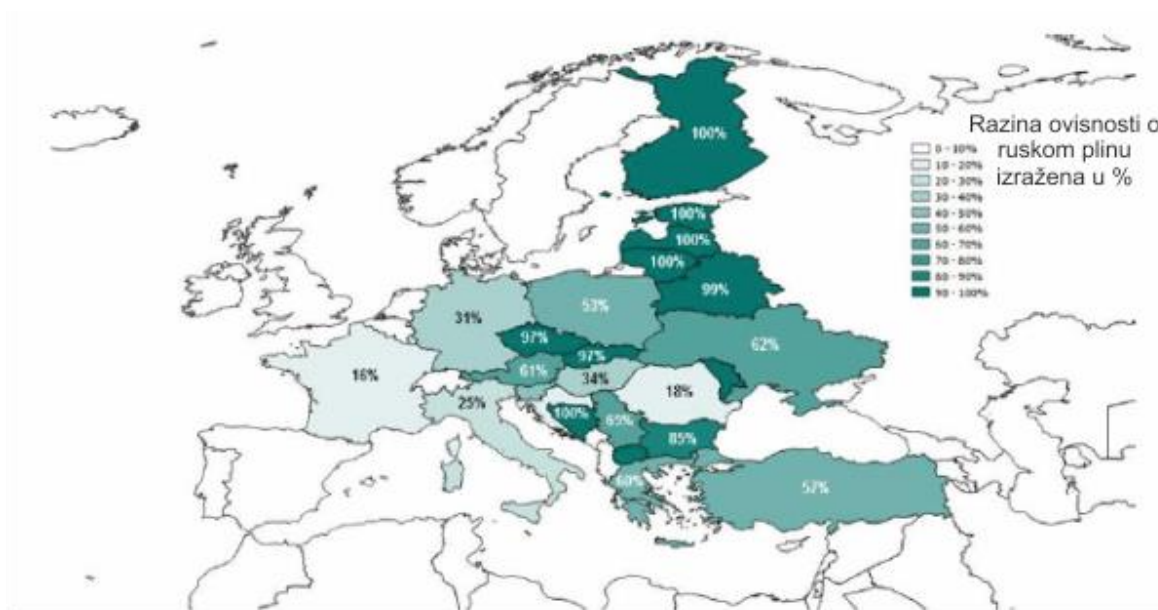 100%
Razina ovisnosti o
ruskom plinu
izražena u %
0 - 10%
10 - 20%
20 - 30%
30 - 40%
40 - 50%
50 - 60%
60 - 70%
70 - 80%
80 - 90%
90 - 100%
100%
100%
100%
99%
53%
31%
97%
62%
97%
61%
34%
16%
18%
25%
100%
65%
85%
60%
57%